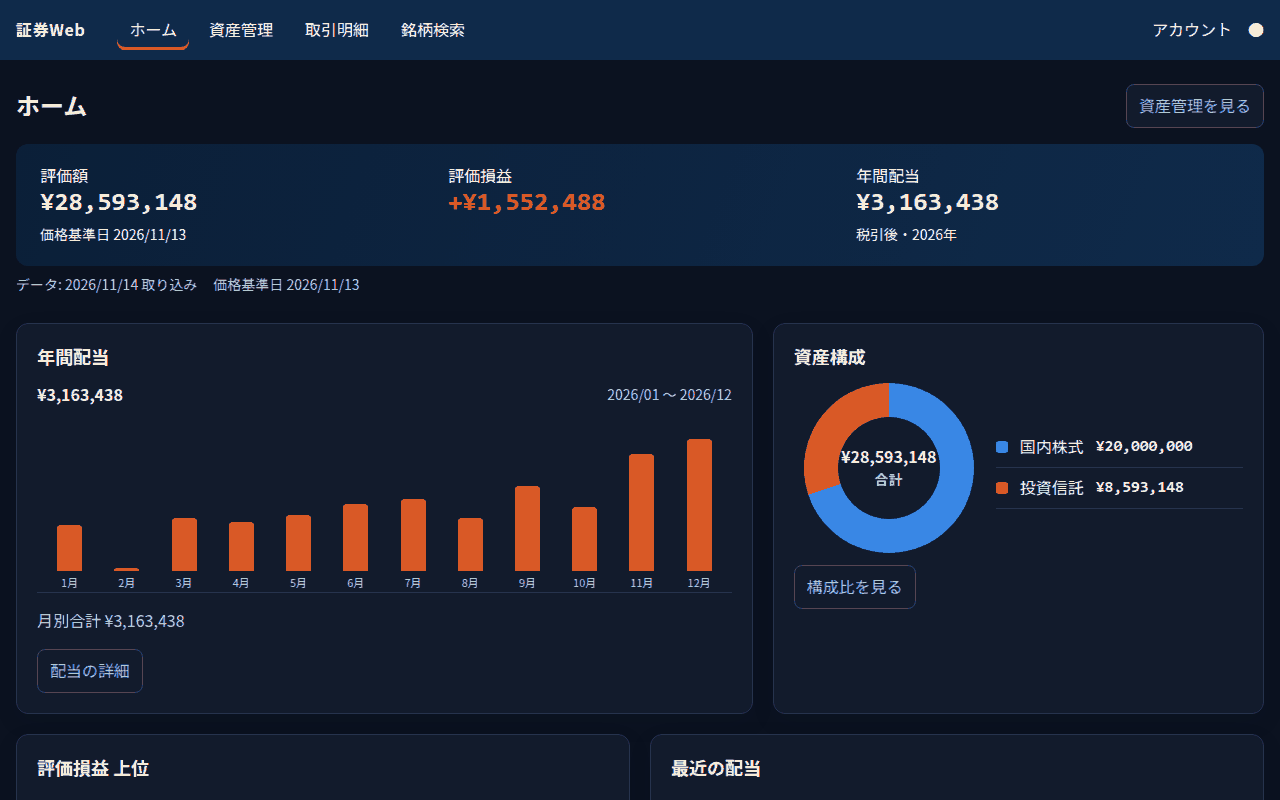 証券Web ホーム 資産管理 取引明細 銘柄検索 アカウント
ホーム 資産管理を見る
評価額 評価損益 年間配当
¥28,593,148 +¥1,552,488 ¥3,163,438
価格基準日 2026/11/13 税引後・2026年
データ: 2026/11/14 取り込み 価格基準日 2026/11/13
年間配当
¥3,163,438 2026/01 〜 2026/12
1月 2月 3月 4月 5月 6月 7月 8月 9月 10月 11月 12月
月別合計 ¥3,163,438
配当の詳細
資産構成
¥28,593,148
合計
国内株式 ¥20,000,000
投資信託 ¥8,593,148
構成比を見る
評価損益 上位
最近の配当